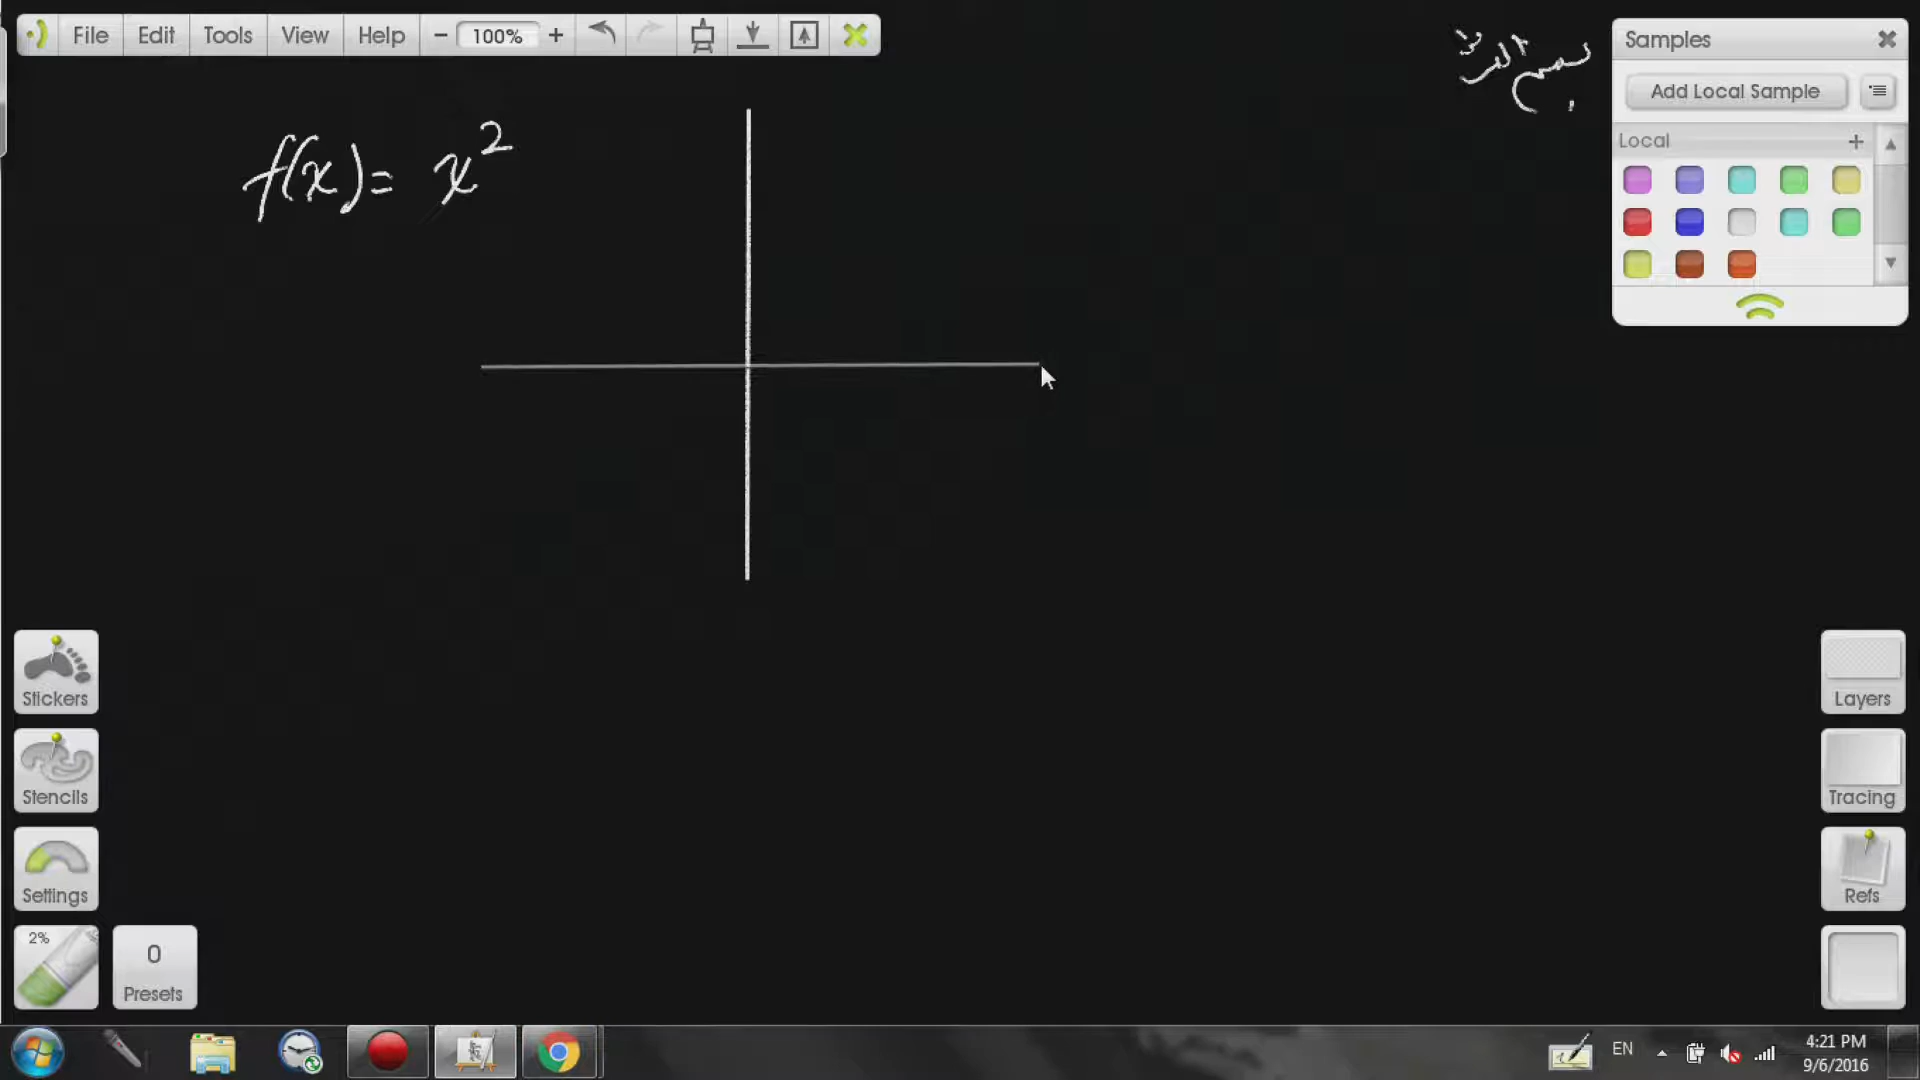 File Edit Tools View Help − 100% +
بسم الله
f(x) = x²
Samples
Add Local Sample
Local +
Stickers
Stencils
Settings
2%
0
Presets
Layers
Tracing
Refs
EN
4:21 PM
9/6/2016